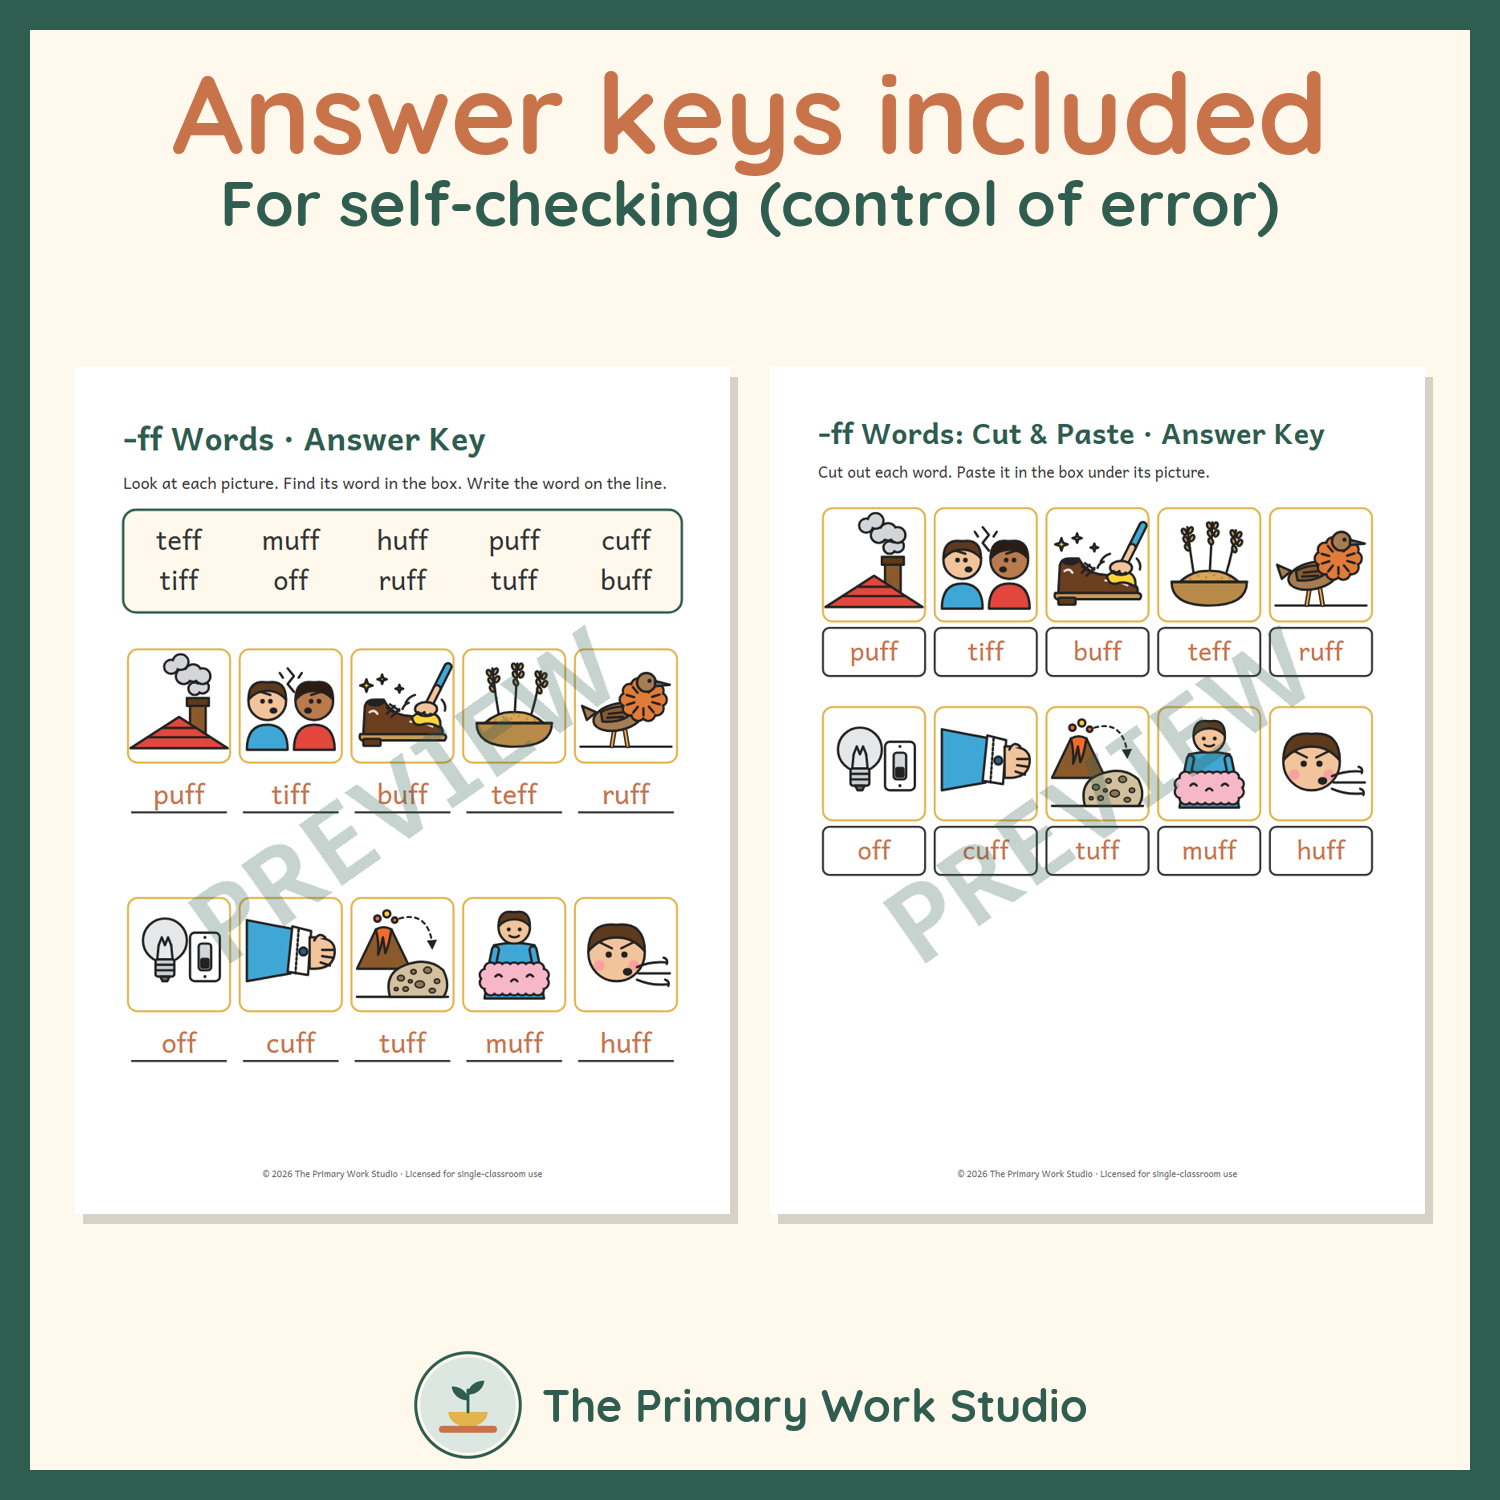 Answer keys included
For self-checking (control of error)
-ff Words · Answer Key
Look at each picture. Find its word in the box. Write the word on the line.
teff muff huff puff cuff
tiff off ruff tuff buff
puff tiff buff teff ruff
off cuff tuff muff huff
PREVIEW
© 2026 The Primary Work Studio · Licensed for single-classroom use
-ff Words: Cut & Paste · Answer Key
Cut out each word. Paste it in the box under its picture.
puff tiff buff teff ruff
off cuff tuff muff huff
PREVIEW
© 2026 The Primary Work Studio · Licensed for single-classroom use
The Primary Work Studio